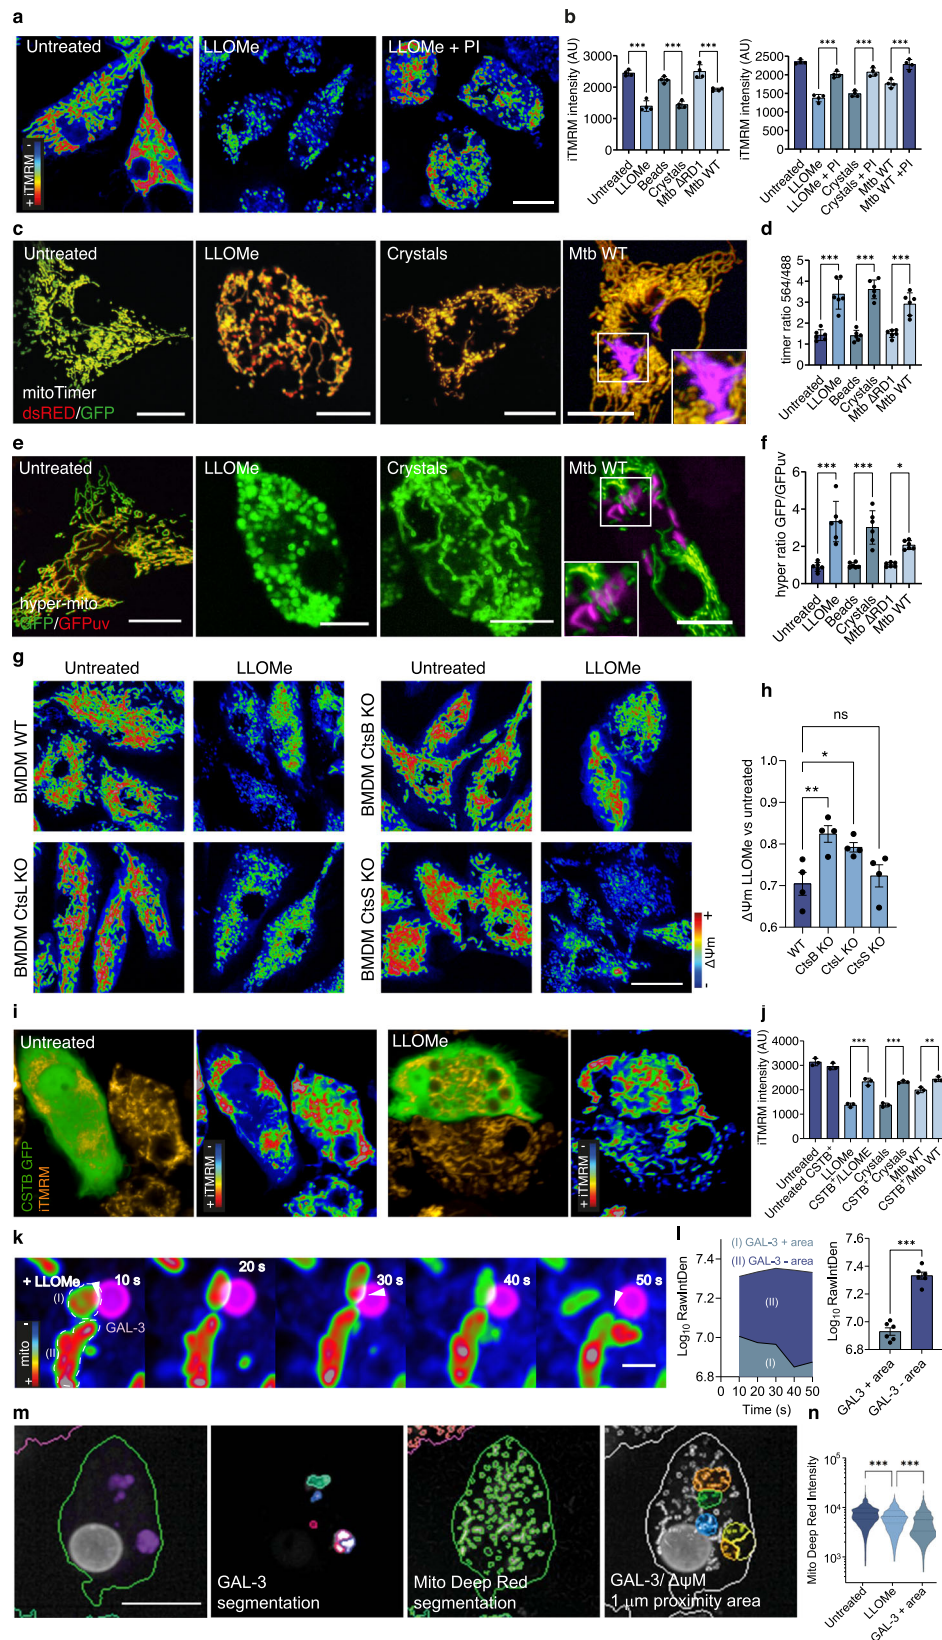 a
Untreated
LLOMe
LLOMe + PI
+ iTMRM -
b
iTMRM intensity (AU)
3000
2000
1000
0
***
***
***
Untreated
LLOMe
Beads
Crystals
Mtb ΔRD1
Mtb WT
iTMRM intensity (AU)
2500
2000
1500
1000
500
0
***
***
***
Untreated
LLOMe
LLOMe + PI
Crystals
Crystals + PI
Mtb WT
Mtb WT +PI
c
Untreated
LLOMe
Crystals
Mtb WT
mitoTimer
dsRED/GFP
d
timer ratio 564/488
5
4
3
2
1
0
***
***
***
Untreated
LLOMe
Beads
Crystals
Mtb ΔRD1
Mtb WT
e
Untreated
LLOMe
Crystals
Mtb WT
hyper-mito
GFP/GFPuv
f
hyper ratio GFP/GFPuv
6
4
2
0
***
***
*
Untreated
LLOMe
Beads
Crystals
Mtb ΔRD1
Mtb WT
g
Untreated
LLOMe
Untreated
LLOMe
BMDM WT
BMDM CtsB KO
BMDM CtsL KO
BMDM CtsS KO
- ΔΨm +
h
ΔΨm LLOMe vs untreated
1.0
0.9
0.8
0.7
0.6
ns
*
**
WT
CtsB KO
CtsL KO
CtsS KO
i
Untreated
CSTB GFP
iTMRM
+ iTMRM -
LLOMe
+ iTMRM -
j
iTMRM intensity (AU)
4000
3000
2000
1000
0
***
***
**
Untreated
Untreated CSTB+
LLOMe
CSTB+/LLOME
Crystals
CSTB+ Crystals
Mtb WT
CSTB+/Mtb WT
k
+ LLOMe
10 s
20 s
30 s
40 s
50 s
(I)
GAL-3
(II)
+ mito -
l
Log10 RawIntDen
7.4
7.2
7.0
6.8
(I) GAL-3 + area
(II) GAL-3 - area
(II)
(I)
0 10 20 30 40 50
Time (s)
Log10 RawIntDen
7.6
7.4
7.2
7.0
6.8
***
GAL3 + area
GAL-3 - area
m
GAL-3
segmentation
Mito Deep Red
segmentation
GAL-3/ ΔψM
1 µm proximity area
n
Mito Deep Red Intensity
10⁵
10⁴
10³
***
***
Untreated
LLOMe
GAL-3 + area